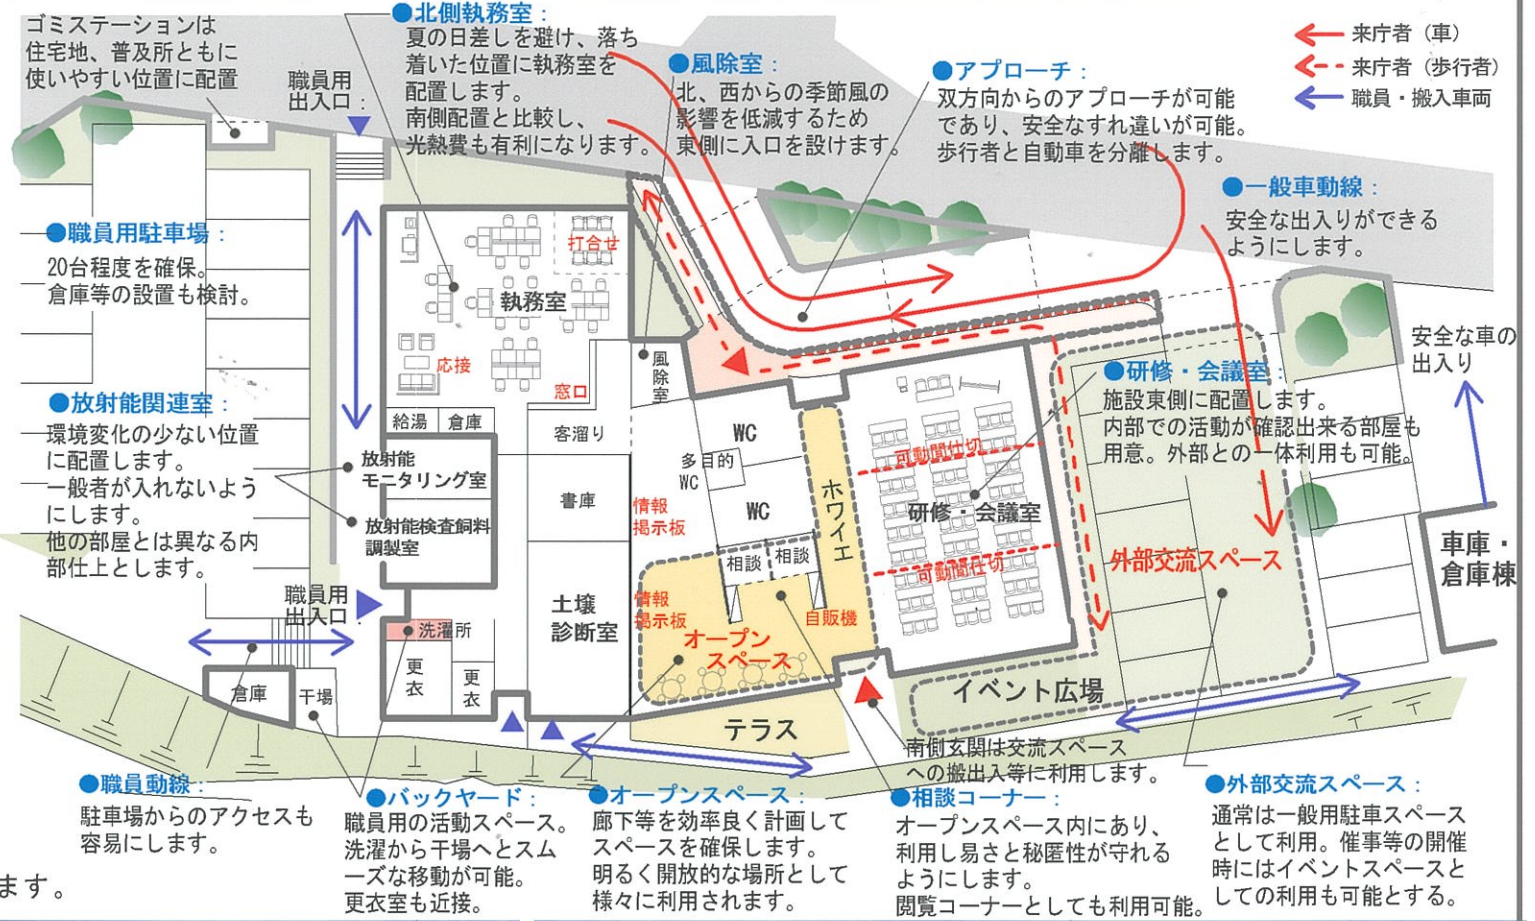 ゴミステーションは
住宅地、普及所ともに
使いやすい位置に配置
職員用
出入口：
●北側執務室：
夏の日差しを避け、落ち
着いた位置に執務室を
配置します。
南側配置と比較し、
光熱費も有利になります。
●風除室：
北、西からの季節風の
影響を低減するため
東側に入口を設けます。
●アプローチ：
双方向からのアプローチが可能
であり、安全なすれ違いが可能。
歩行者と自動車を分離します。
来庁者（車）
来庁者（歩行者）
職員・搬入車両
●一般車動線：
安全な出入りができる
ようにします。
●職員用駐車場：
20台程度を確保。
倉庫等の設置も検討。
打合せ
執務室
応接
窓口
風除室
給湯
倉庫
客溜り
安全な車の
出入り
●研修・会議室：
施設東側に配置します。
内部での活動が確認出来る部屋も
用意。外部との一体利用も可能。
●放射能関連室：
環境変化の少ない位置
に配置します。
一般者が入れないよう
にします。
他の部屋とは異なる内
部仕上とします。
放射能
モニタリング室
放射能検査飼料
調製室
書庫
WC
多目的
WC
WC
情報
掲示板
ホワイエ
可動間仕切
研修・会議室
可動間仕切
外部交流スペース
車庫・
倉庫棟
相談
相談
情報
掲示板
自販機
オープン
スペース
土壌
診断室
職員用
出入口：
洗濯所
更衣
更衣
倉庫
干場
テラス
イベント広場
南側玄関は交流スペース
への搬出入等に利用します。
●職員動線：
駐車場からのアクセスも
容易にします。
●バックヤード：
職員用の活動スペース。
洗濯から干場へとスム
ーズな移動が可能。
更衣室も近接。
●オープンスペース：
廊下等を効率良く計画して
スペースを確保します。
明るく開放的な場所として
様々に利用されます。
●相談コーナー：
オープンスペース内にあり、
利用し易さと秘匿性が守れる
ようにします。
閲覧コーナーとしても利用可能。
●外部交流スペース：
通常は一般用駐車スペース
として利用。催事等の開催
時にはイベントスペースと
しての利用も可能とする。
ます。